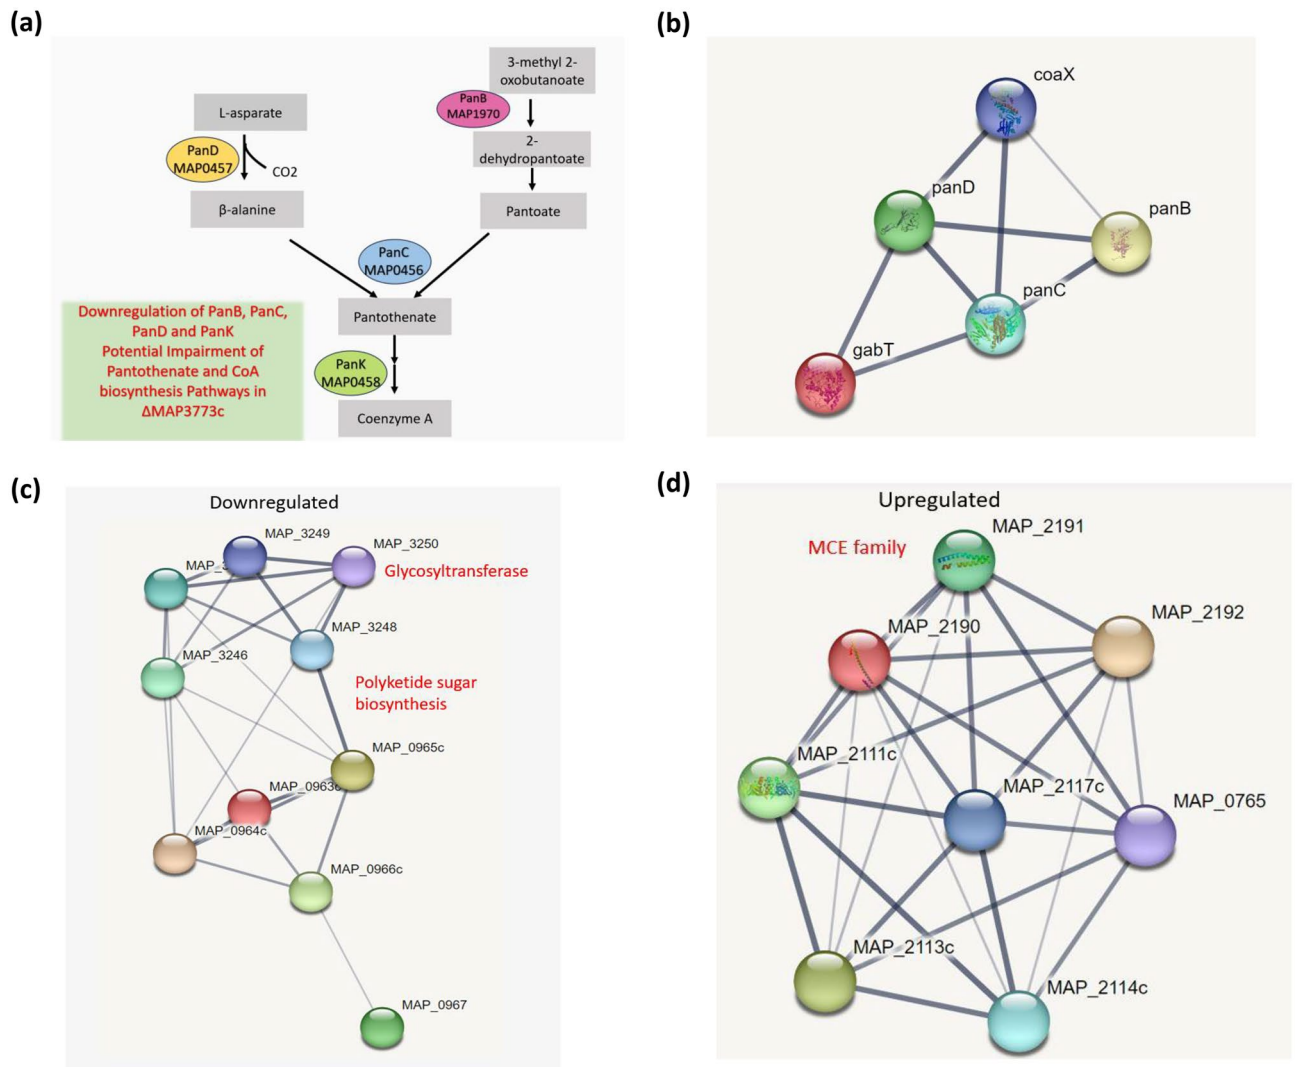 (a)
3-methyl 2-
oxobutanoate
PanB
MAP1970
L-asparate
PanD
MAP0457
CO2
2-
dehydropantoate
β-alanine
Pantoate
PanC
MAP0456
Pantothenate
Downregulation of PanB, PanC,
PanD and PanK
Potential Impairment of
Pantothenate and CoA
biosynthesis Pathways in
ΔMAP3773c
PanK
MAP0458
Coenzyme A
(b)
coaX
panD
panB
panC
gabT
(c)
Downregulated
MAP_3249
MAP_3250
Glycosyltransferase
MAP_3248
MAP_3246
Polyketide sugar
biosynthesis
MAP_0965c
MAP_0963c
MAP_0964c
MAP_0966c
MAP_0967
(d)
Upregulated
MCE family
MAP_2191
MAP_2190
MAP_2192
MAP_2111c
MAP_2117c
MAP_0765
MAP_2113c
MAP_2114c